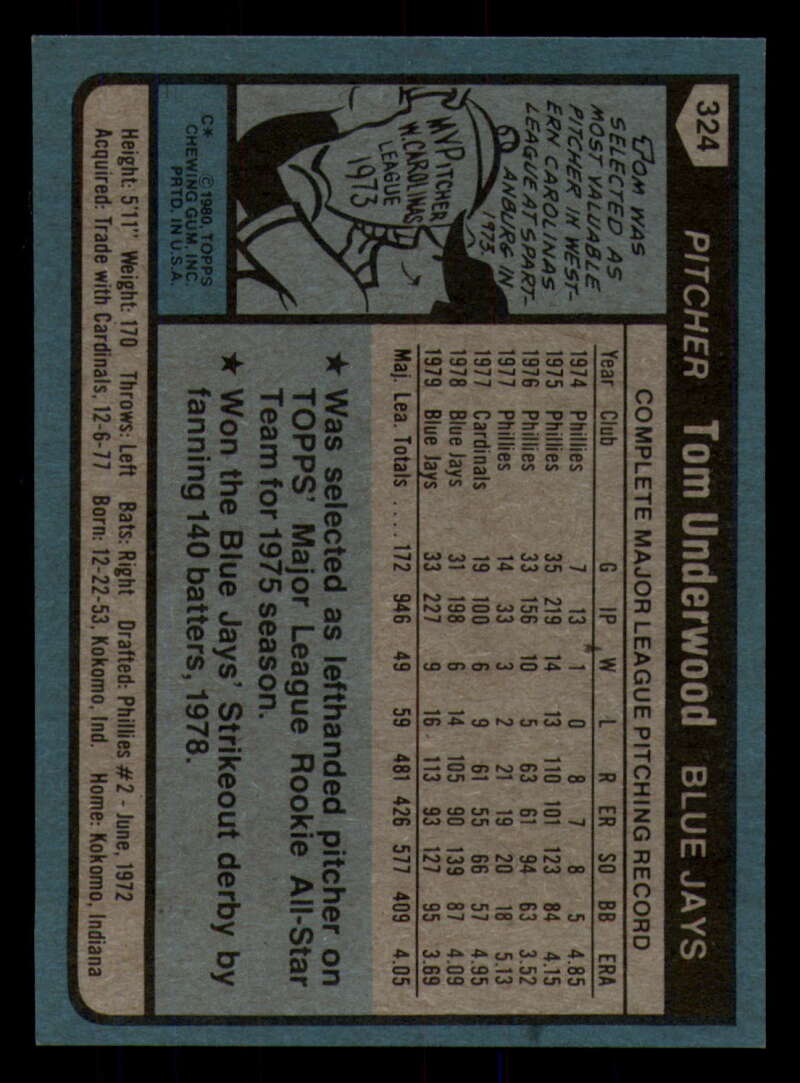 324
PITCHER Tom Underwood BLUE JAYS
TOM WAS
SELECTED AS
MOST VALUABLE
PITCHER IN WEST-
ERN CAROLINAS
LEAGUE AT SPART-
ANBURG IN
1973.
MVPITCHER
W. CAROLINAS
LEAGUE
1973
C* ©1980, TOPPS
CHEWING GUM, INC.
PRTD. IN U.S.A.
COMPLETE MAJOR LEAGUE PITCHING RECORD
Year Club G IP W L R ER SO BB ERA
1974 Phillies 7 13 1 0 8 7 8 5 4.85
1975 Phillies 35 219 14 13 110 101 123 84 4.15
1976 Phillies 33 156 10 5 63 61 94 63 3.52
1977 Phillies 14 33 3 2 21 19 20 18 5.13
1977 Cardinals 19 100 6 9 61 55 66 57 4.95
1978 Blue Jays 31 198 6 14 105 90 139 87 4.09
1979 Blue Jays 33 227 9 16 113 93 127 95 3.69
Maj. Lea. Totals .... 172 946 49 59 481 426 577 409 4.05
★ Was selected as lefthanded pitcher on
TOPPS' Major League Rookie All-Star
Team for 1975 season.
★ Won the Blue Jays' Strikeout derby by
fanning 140 batters, 1978.
Height: 5'11" Weight: 170 Throws: Left Bats: Right Drafted: Phillies #2 - June, 1972
Acquired: Trade with Cardinals, 12-6-77 Born: 12-22-53, Kokomo, Ind. Home: Kokomo, Indiana